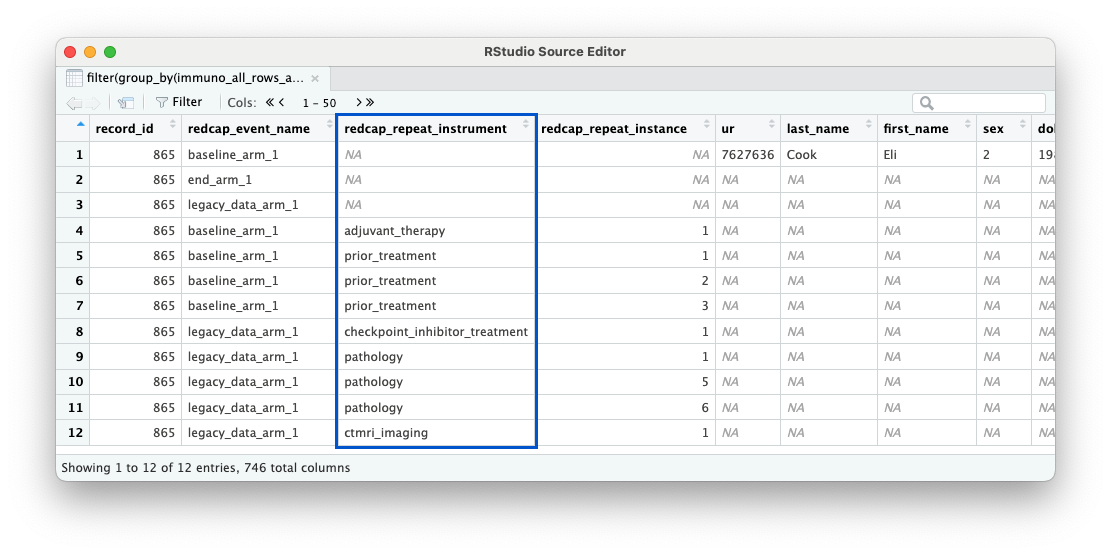 RStudio Source Editor
filter(group_by(immuno_all_rows_a...
Filter Cols: 1 - 50
record_id redcap_event_name redcap_repeat_instrument redcap_repeat_instance ur last_name first_name sex
1 865 baseline_arm_1 NA NA 7627636 Cook Eli 2
2 865 end_arm_1 NA NA NA NA NA NA NA
3 865 legacy_data_arm_1 NA NA NA NA NA NA NA
4 865 baseline_arm_1 adjuvant_therapy 1 NA NA NA NA NA
5 865 baseline_arm_1 prior_treatment 1 NA NA NA NA NA
6 865 baseline_arm_1 prior_treatment 2 NA NA NA NA NA
7 865 baseline_arm_1 prior_treatment 3 NA NA NA NA NA
8 865 legacy_data_arm_1 checkpoint_inhibitor_treatment 1 NA NA NA NA NA
9 865 legacy_data_arm_1 pathology 1 NA NA NA NA NA
10 865 legacy_data_arm_1 pathology 5 NA NA NA NA NA
11 865 legacy_data_arm_1 pathology 6 NA NA NA NA NA
12 865 legacy_data_arm_1 ctmri_imaging 1 NA NA NA NA NA
Showing 1 to 12 of 12 entries, 746 total columns